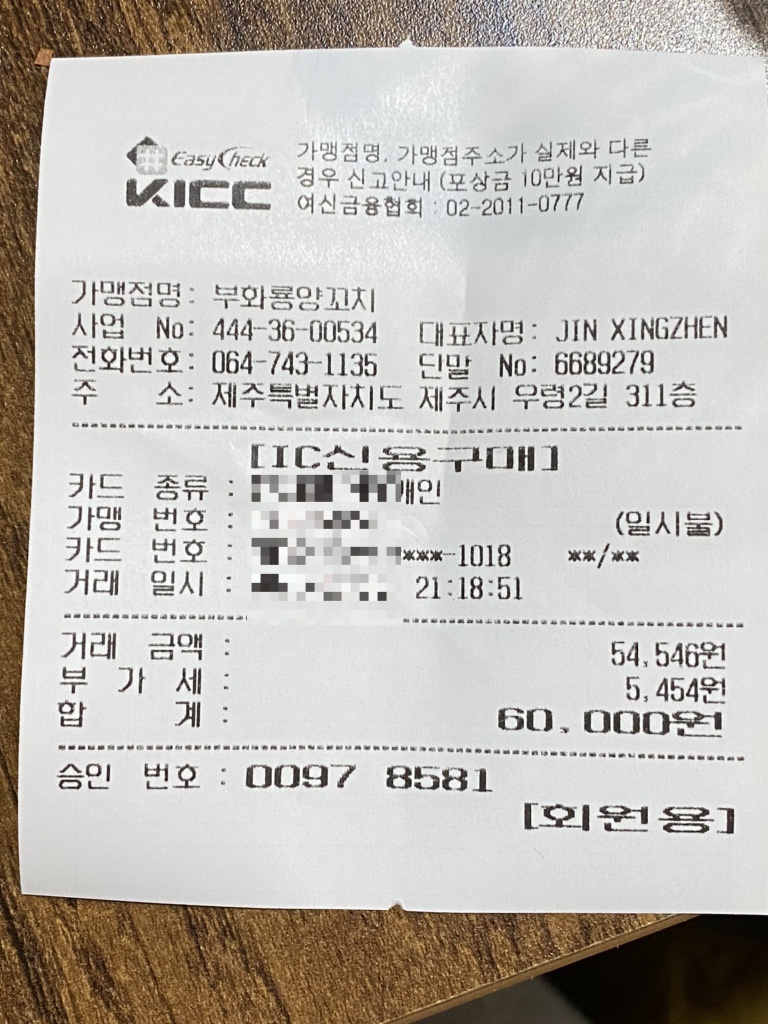 EasyCheck
KICC
가맹점명, 가맹점주소가 실제와 다른
경우 신고안내 (포상금 10만원 지급)
여신금융협회 : 02-2011-0777
가맹점명: 부화룡양꼬치
사업 No: 444-36-00534 대표자명: JIN XINGZHEN
전화번호: 064-743-1135 단말 No: 6689279
주 소: 제주특별자치도 제주시 우령2길 311층
[IC신용구매]
카드 종류 : 개인
가맹 번호 : (일시불)
카드 번호 : ***-1018 **/**
거래 일시 : 21:18:51
거래 금액 : 54,546원
부 가 세 : 5,454원
합 계 : 60,000원
승인 번호 : 0097 8581
[회원용]